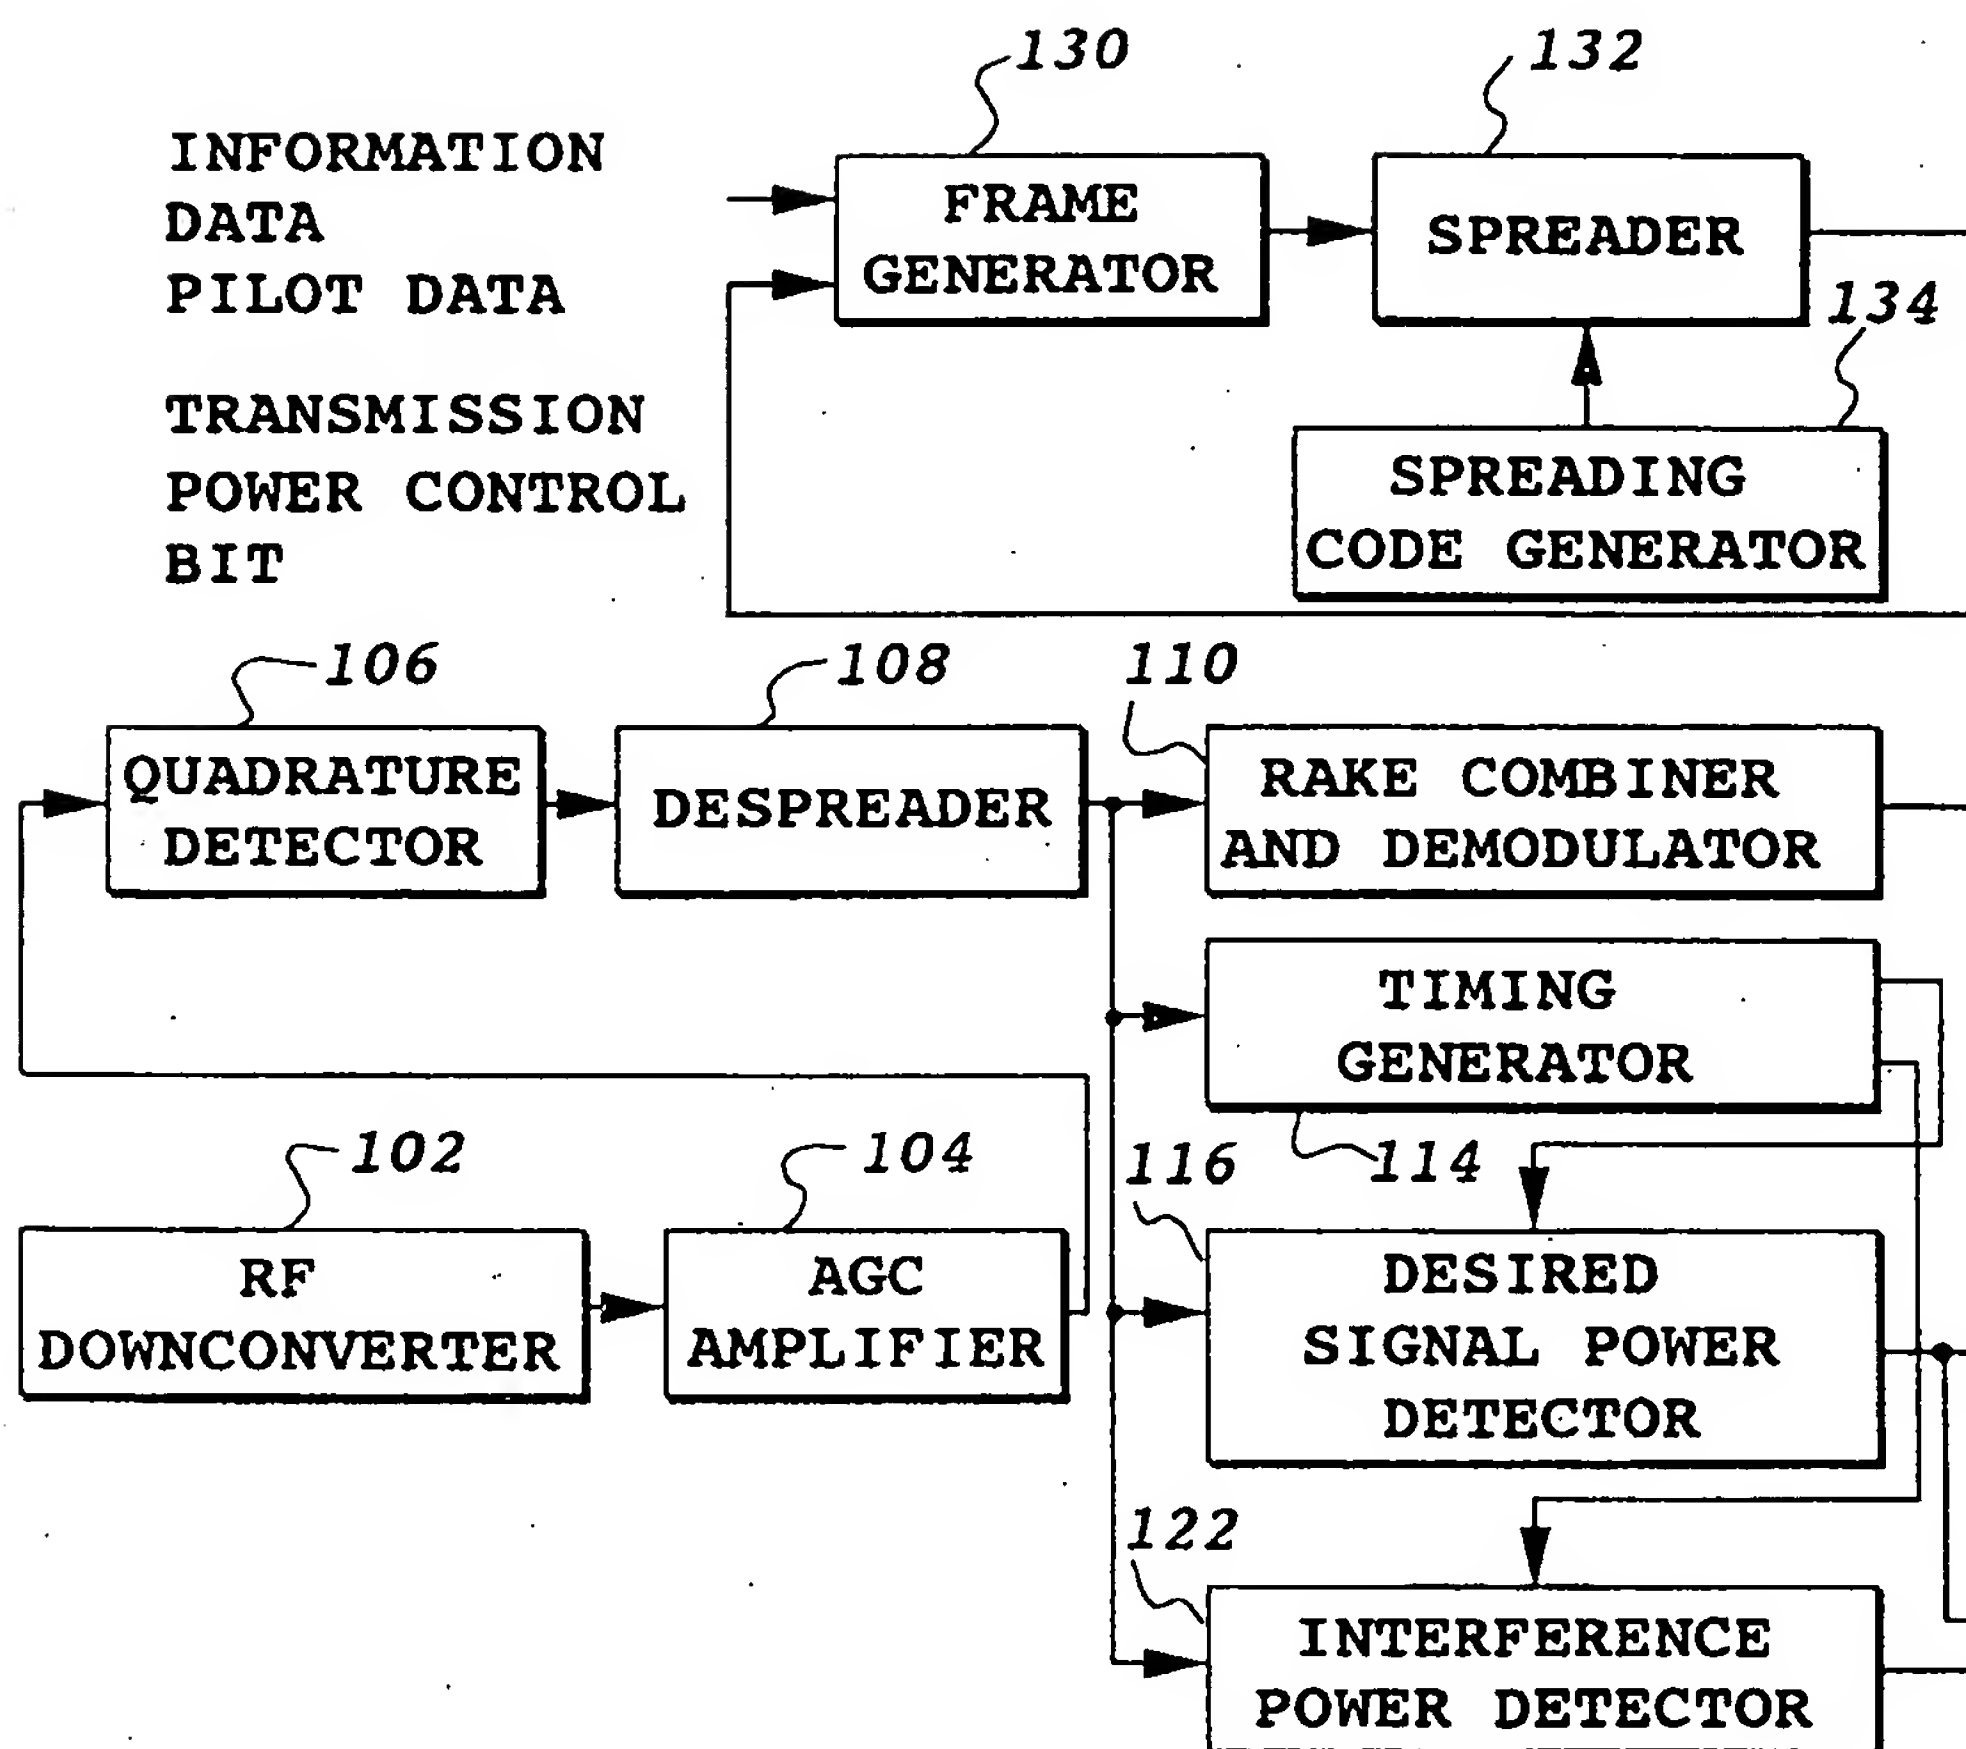 130
132
INFORMATION
DATA
PILOT DATA
FRAME
GENERATOR
SPREADER
134
TRANSMISSION
POWER CONTROL
BIT
SPREADING
CODE GENERATOR
106
108
110
QUADRATURE
DETECTOR
DESPREADER
RAKE COMBINER
AND DEMODULATOR
TIMING
GENERATOR
114
102
104
116
RF
DOWNCONVERTER
AGC
AMPLIFIER
DESIRED
SIGNAL POWER
DETECTOR
122
INTERFERENCE
POWER DETECTOR